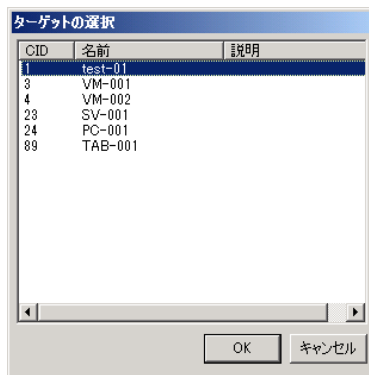 ターゲットの選択
CID 名前 説明
1 test-01
3 VM-001
4 VM-002
23 SV-001
24 PC-001
89 TAB-001
OK キャンセル